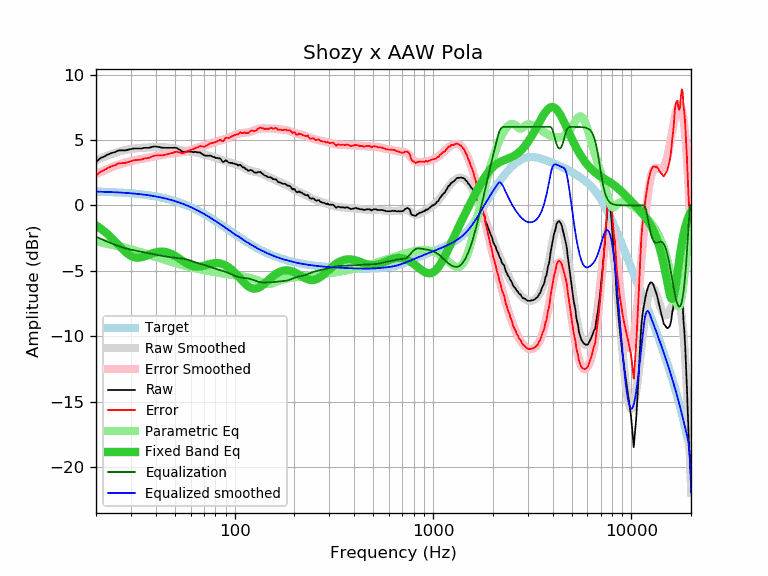 Shozy x AAW Pola
10
5
0
−5
−10
−15
−20
Amplitude (dBr)
Target
Raw Smoothed
Error Smoothed
Raw
Error
Parametric Eq
Fixed Band Eq
Equalization
Equalized smoothed
100
1000
10000
Frequency (Hz)